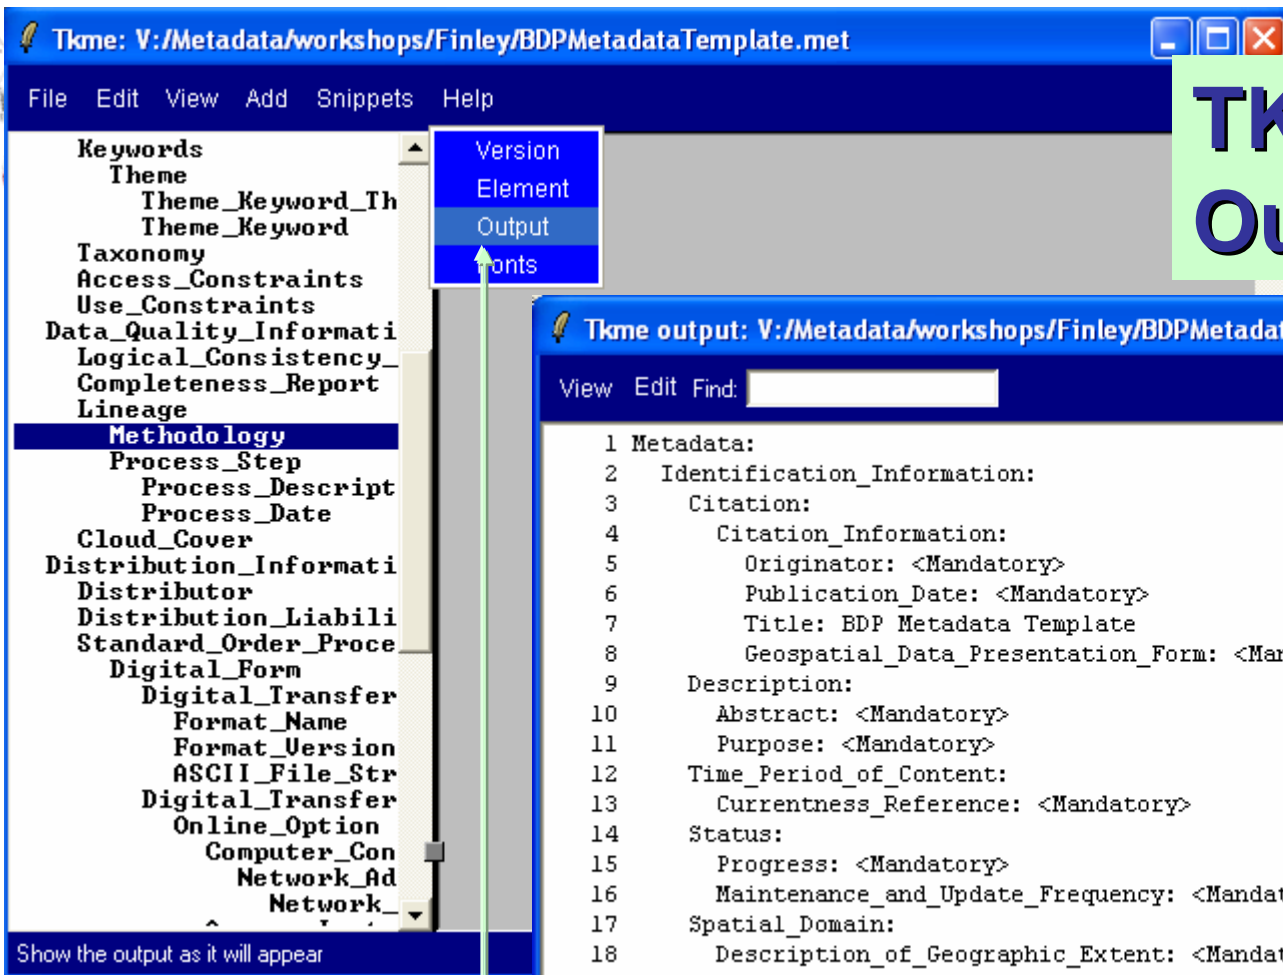 Tkme: V:/Metadata/workshops/Finley/BDPMetadataTemplate.met
File Edit View Add Snippets Help
TK
Ou
Version
Element
Output
Fonts
Keywords
Theme
Theme_Keyword_Th
Theme_Keyword
Taxonomy
Access_Constraints
Use_Constraints
Data_Quality_Informati
Logical_Consistency_
Completeness_Report
Lineage
Methodology
Process_Step
Process_Descript
Process_Date
Cloud_Cover
Distribution_Informati
Distributor
Distribution_Liabili
Standard_Order_Proce
Digital_Form
Digital_Transfer
Format_Name
Format_Version
ASCII_File_Str
Digital_Transfer
Online_Option
Computer_Con
Network_Ad
Network_
Show the output as it will appear
Tkme output: V:/Metadata/workshops/Finley/BDPMetadat
View Edit Find:
1 Metadata:
2 Identification_Information:
3 Citation:
4 Citation_Information:
5 Originator: <Mandatory>
6 Publication_Date: <Mandatory>
7 Title: BDP Metadata Template
8 Geospatial_Data_Presentation_Form: <Man
9 Description:
10 Abstract: <Mandatory>
11 Purpose: <Mandatory>
12 Time_Period_of_Content:
13 Currentness_Reference: <Mandatory>
14 Status:
15 Progress: <Mandatory>
16 Maintenance_and_Update_Frequency: <Mandat
17 Spatial_Domain:
18 Description_of_Geographic_Extent: <Mandat